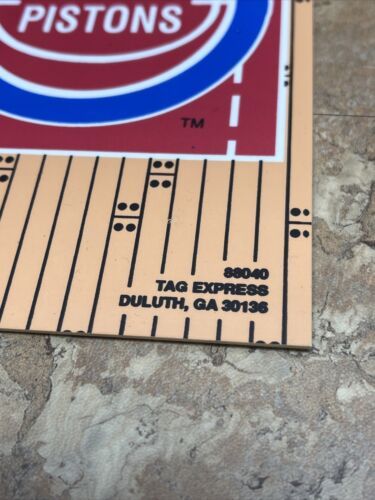 PISTONS
TM
88040
TAG EXPRESS
DULUTH, GA 30136